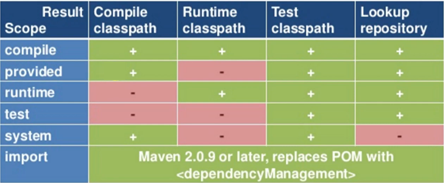 Result Scope Compile classpath Runtime classpath Test classpath Lookup repository
compile + + + +
provided + - + +
runtime - + + +
test - - + +
system + - + -
import Maven 2.0.9 or later, replaces POM with
<dependencyManagement>